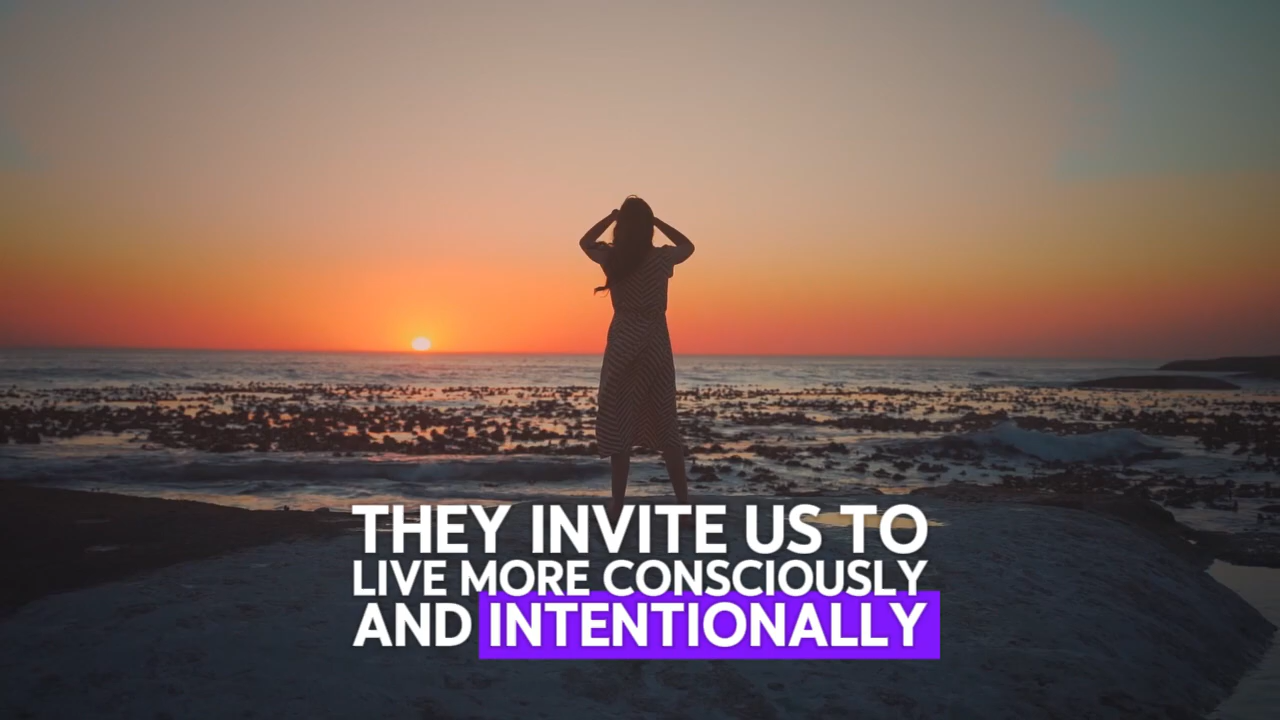 THEY INVITE US TO
LIVE MORE CONSCIOUSLY
AND INTENTIONALLY